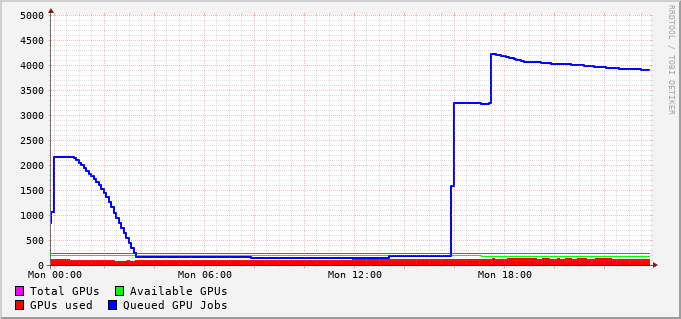 5000
4500
4000
3500
3000
2500
2000
1500
1000
500
0
Mon 00:00 Mon 06:00 Mon 12:00 Mon 18:00
Total GPUs Available GPUs
GPUs used Queued GPU Jobs
RRDTOOL / TOBI OETIKER